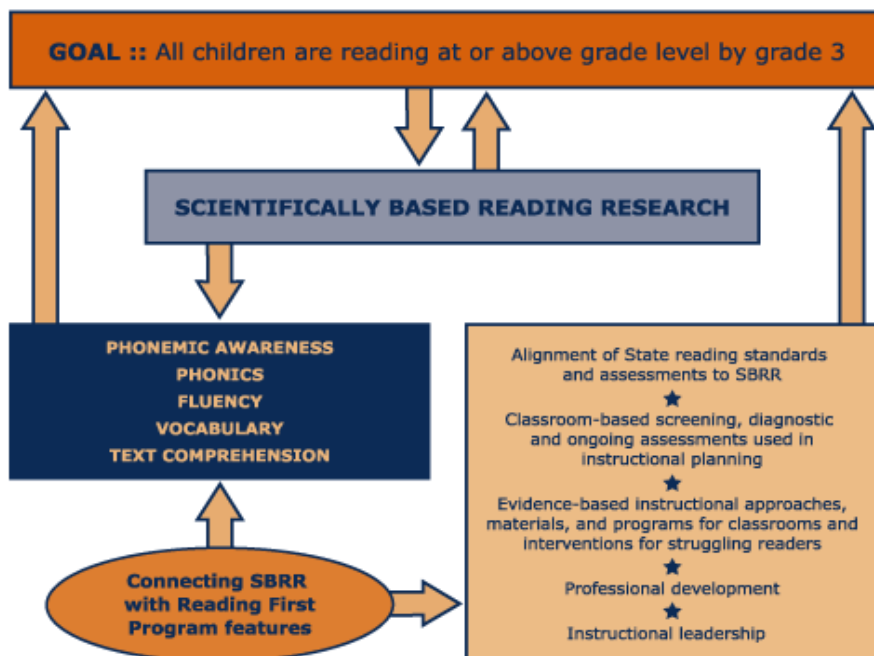 GOAL :: All children are reading at or above grade level by grade 3
SCIENTIFICALLY BASED READING RESEARCH
PHONEMIC AWARENESS
PHONICS
FLUENCY
VOCABULARY
TEXT COMPREHENSION
Connecting SBRR
with Reading First
Program features
Alignment of State reading standards
and assessments to SBRR
Classroom-based screening, diagnostic
and ongoing assessments used in
instructional planning
Evidence-based instructional approaches,
materials, and programs for classrooms and
interventions for struggling readers
Professional development
Instructional leadership